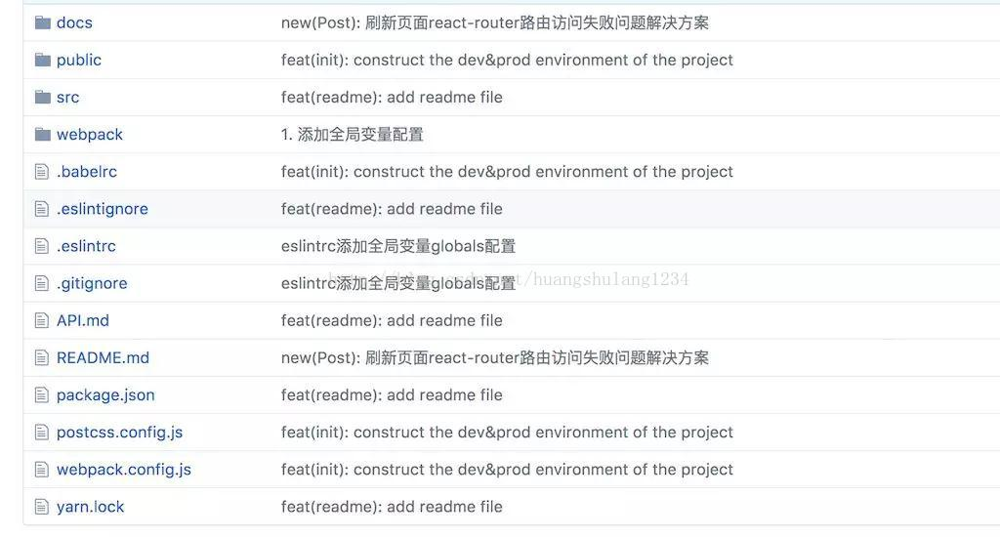 docs new(Post): 刷新页面react-router路由访问失败问题解决方案
public feat(init): construct the dev&prod environment of the project
src feat(readme): add readme file
webpack 1. 添加全局变量配置
.babelrc feat(init): construct the dev&prod environment of the project
.eslintignore feat(readme): add readme file
.eslintrc eslintrc添加全局变量globals配置
.gitignore eslintrc添加全局变量globals配置
/huangshulang1234
API.md feat(readme): add readme file
README.md new(Post): 刷新页面react-router路由访问失败问题解决方案
package.json feat(readme): add readme file
postcss.config.js feat(init): construct the dev&prod environment of the project
webpack.config.js feat(init): construct the dev&prod environment of the project
yarn.lock feat(readme): add readme file